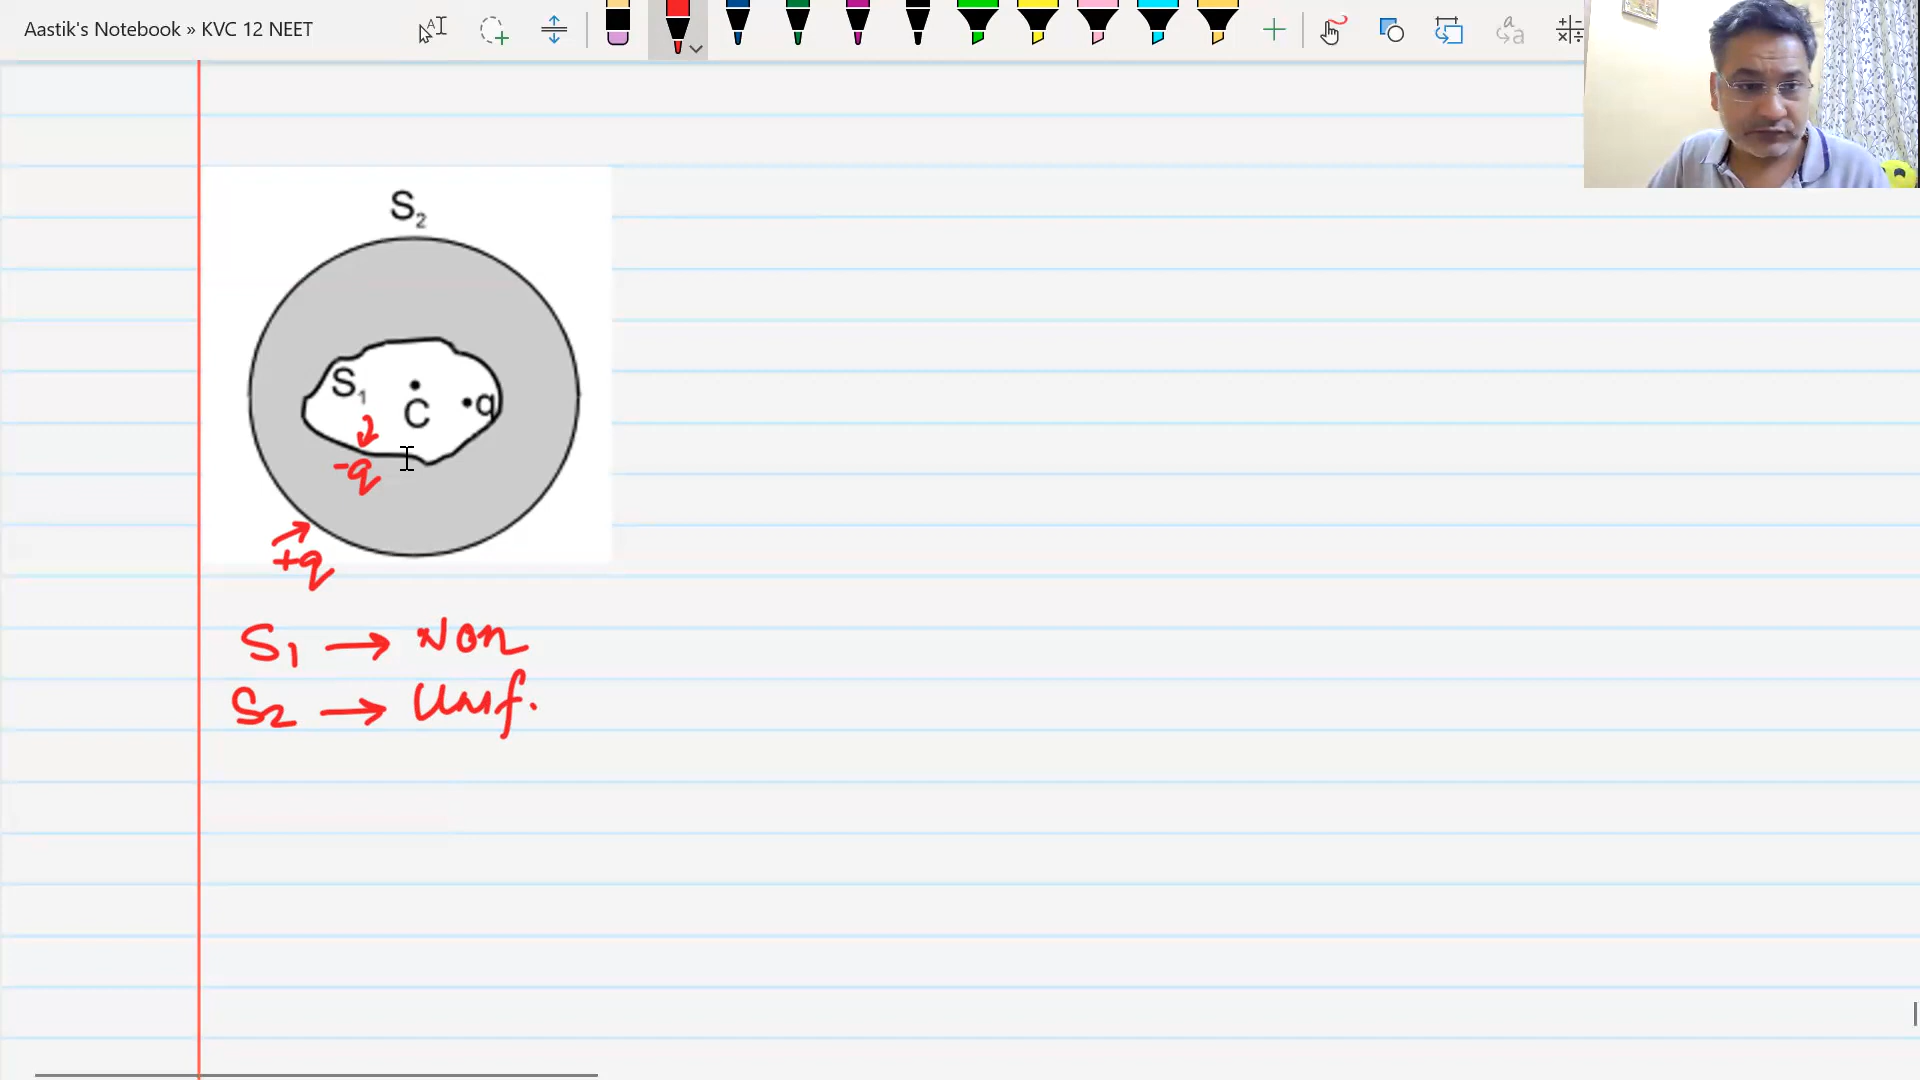 Aastik's Notebook » KVC 12 NEET
S₂
S₁
C
q
-q
+q
S₁ → Non
S₂ → Unif.